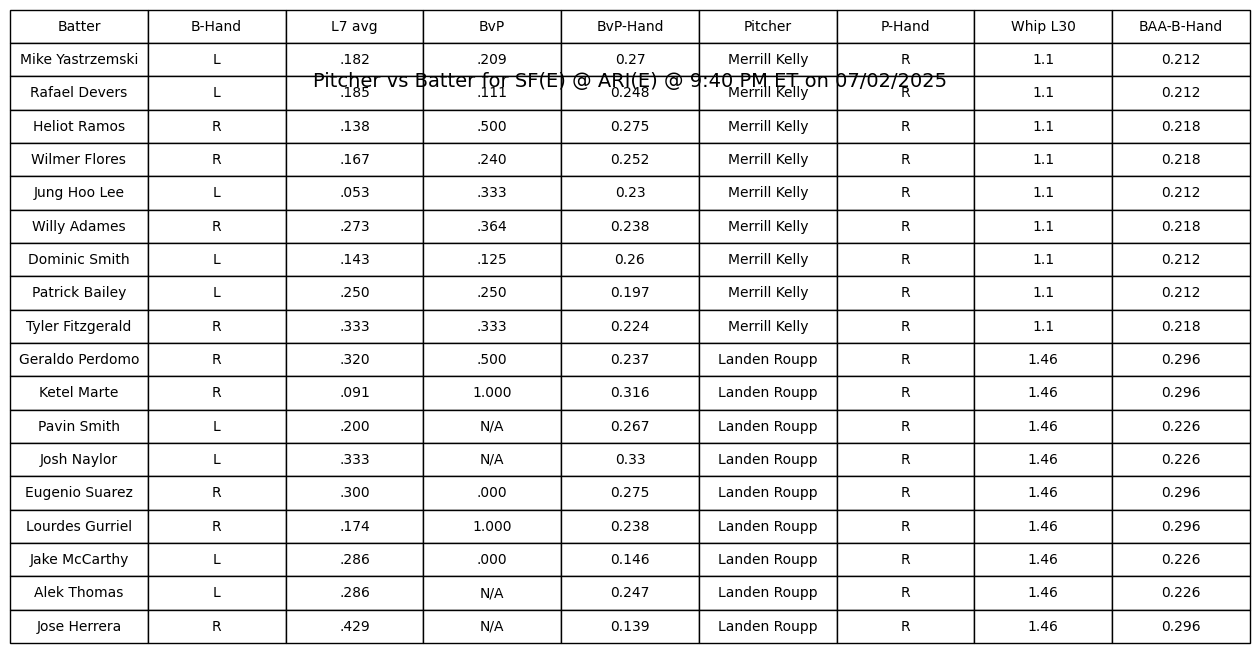 Batter B-Hand L7 avg BvP BvP-Hand Pitcher P-Hand Whip L30 BAA-B-Hand
Mike Yastrzemski L .182 .209 0.27 Merrill Kelly R 1.1 0.212
Pitcher vs Batter for SF(E) @ ARI(E) @ 9:40 PM ET on 07/02/2025
Rafael Devers L .185 .111 0.248 Merrill Kelly R 1.1 0.212
Heliot Ramos R .138 .500 0.275 Merrill Kelly R 1.1 0.218
Wilmer Flores R .167 .240 0.252 Merrill Kelly R 1.1 0.218
Jung Hoo Lee L .053 .333 0.23 Merrill Kelly R 1.1 0.212
Willy Adames R .273 .364 0.238 Merrill Kelly R 1.1 0.218
Dominic Smith L .143 .125 0.26 Merrill Kelly R 1.1 0.212
Patrick Bailey L .250 .250 0.197 Merrill Kelly R 1.1 0.212
Tyler Fitzgerald R .333 .333 0.224 Merrill Kelly R 1.1 0.218
Geraldo Perdomo R .320 .500 0.237 Landen Roupp R 1.46 0.296
Ketel Marte R .091 1.000 0.316 Landen Roupp R 1.46 0.296
Pavin Smith L .200 N/A 0.267 Landen Roupp R 1.46 0.226
Josh Naylor L .333 N/A 0.33 Landen Roupp R 1.46 0.226
Eugenio Suarez R .300 .000 0.275 Landen Roupp R 1.46 0.296
Lourdes Gurriel R .174 1.000 0.238 Landen Roupp R 1.46 0.296
Jake McCarthy L .286 .000 0.146 Landen Roupp R 1.46 0.226
Alek Thomas L .286 N/A 0.247 Landen Roupp R 1.46 0.226
Jose Herrera R .429 N/A 0.139 Landen Roupp R 1.46 0.296